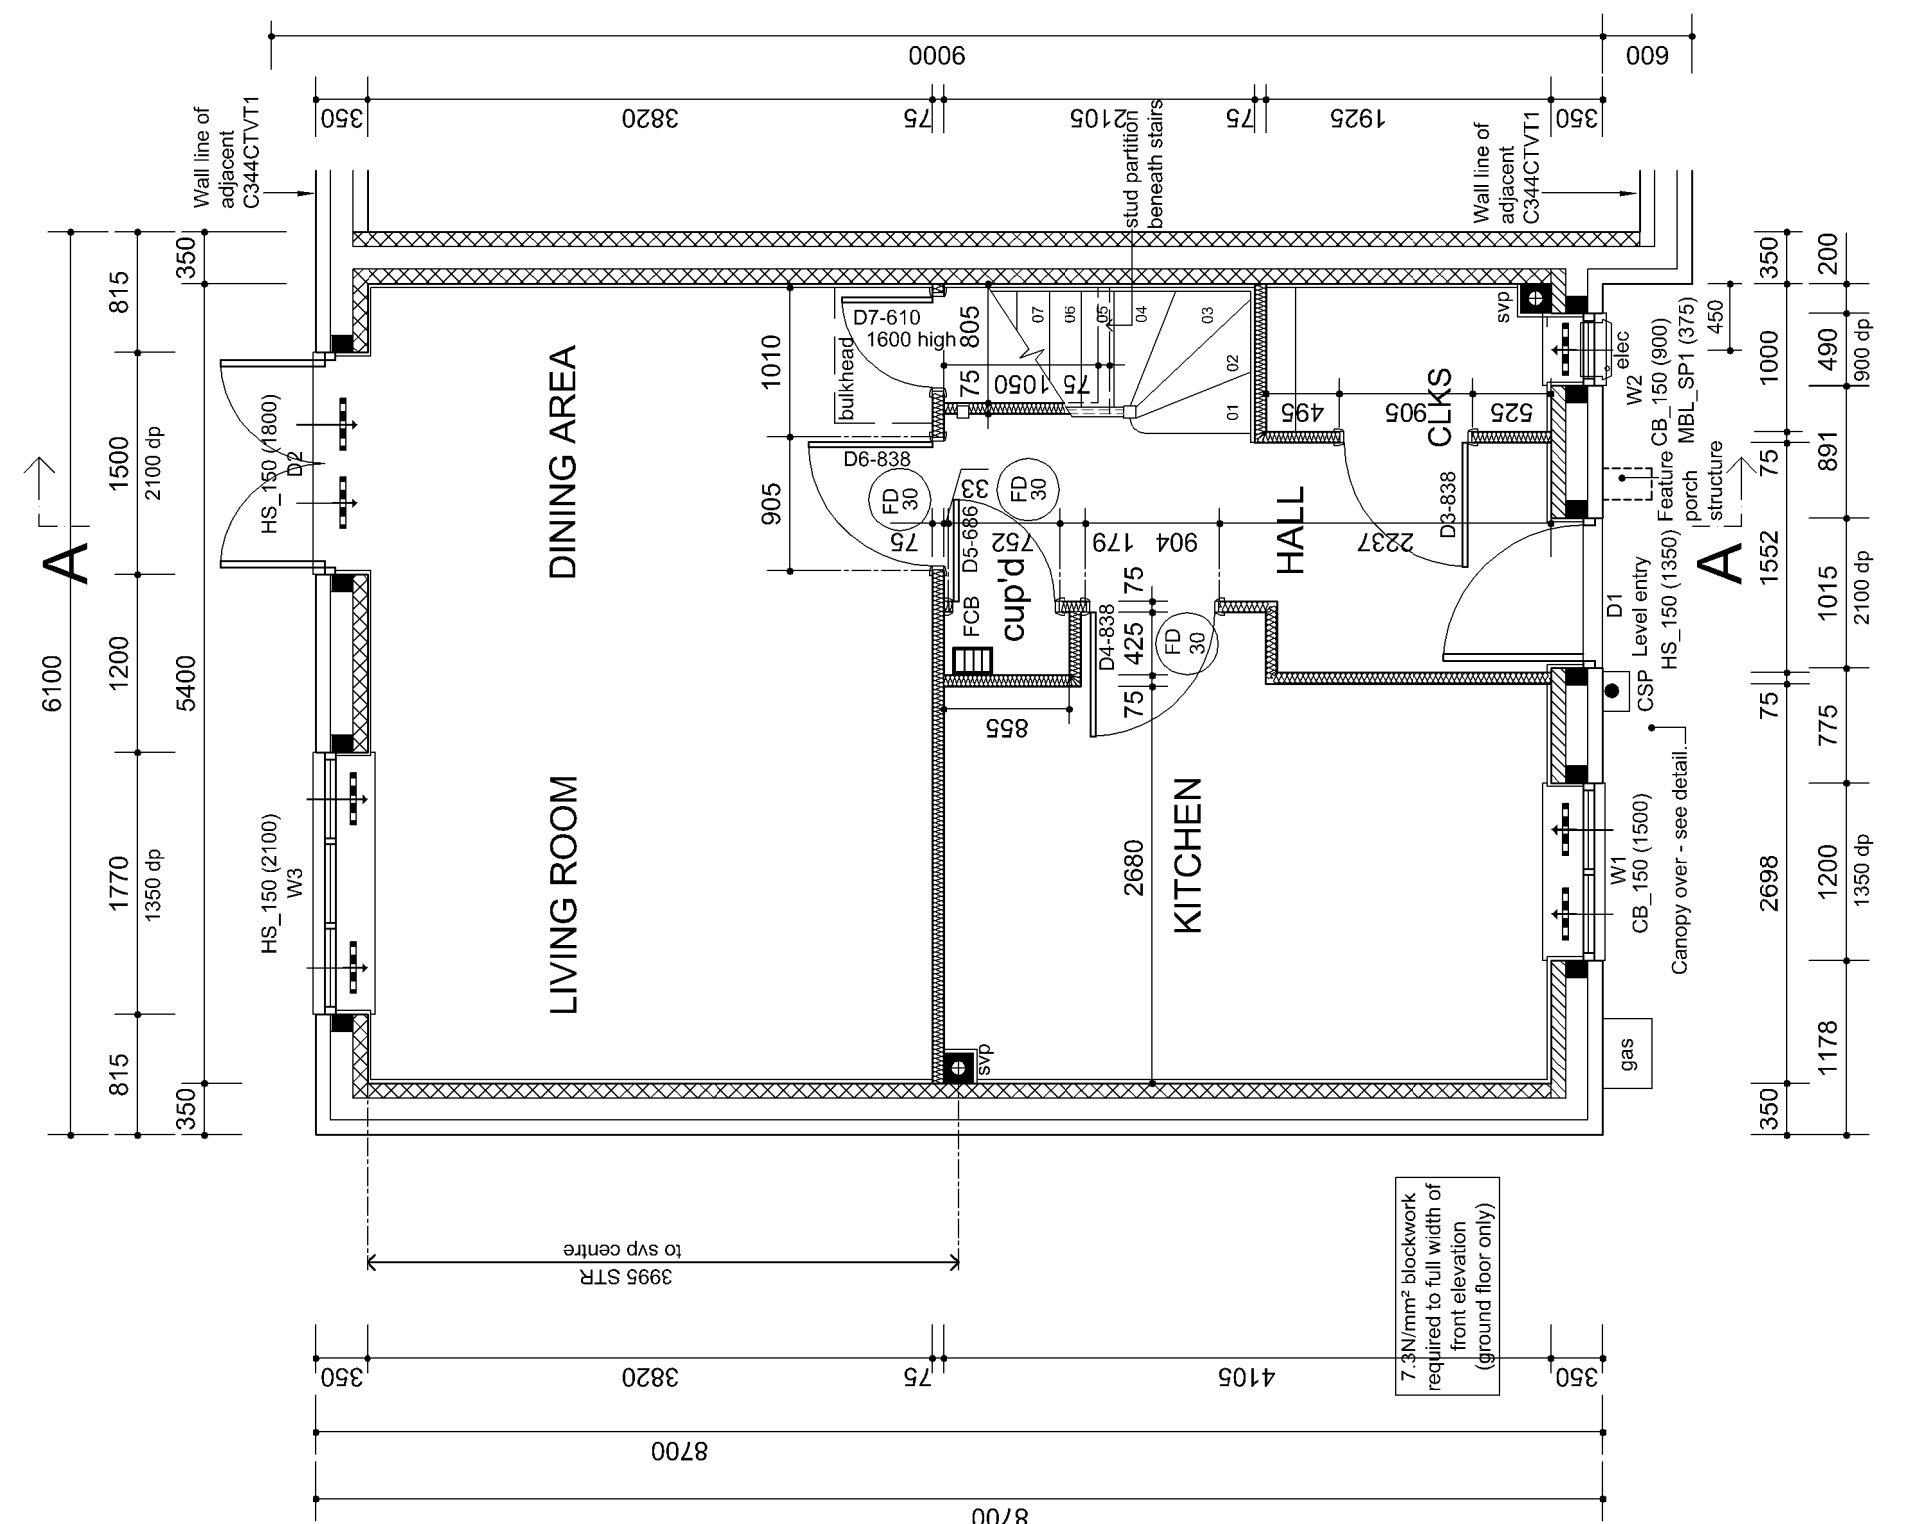 9000
600
350
3820
75
2105
75
1925
350
Wall line of
adjacent
C344CTVT1
stud partition
beneath stairs
Wall line of
adjacent
C344CTVT1
6100
815
1500
2100 dp
1200
1770
1350 dp
815
350
5400
350
A
HS_150 (1800)
D2
HS_150 (2100)
W3
DINING AREA
LIVING ROOM
1010
905
bulkhead
D7-610
1600 high
D6-838
805
75
1050
75
07
06
05
04
03
02
01
FD
30
33
FD
30
75
D5-686
752
179
904
2237
FCB
cup'd
75
425
75
D4-838
FD
30
855
2680
KITCHEN
HALL
CLKS
495
905
525
D3-838
svp
svp
elec
W2
CB_150 (900)
MBL_SP1 (375)
Feature
porch
structure
450
A
D1
Level entry
HS_150 (1350)
CSP
Canopy over - see detail.
W1
CB_150 (1500)
gas
350
1000
75
1552
75
2698
350
200
490
900 dp
891
1015
2100 dp
775
1200
1350 dp
1178
3995 STR
to svp centre
7.3N/mm² blockwork
required to full width of
front elevation
(ground floor only)
350
3820
75
4105
350
8700
8700